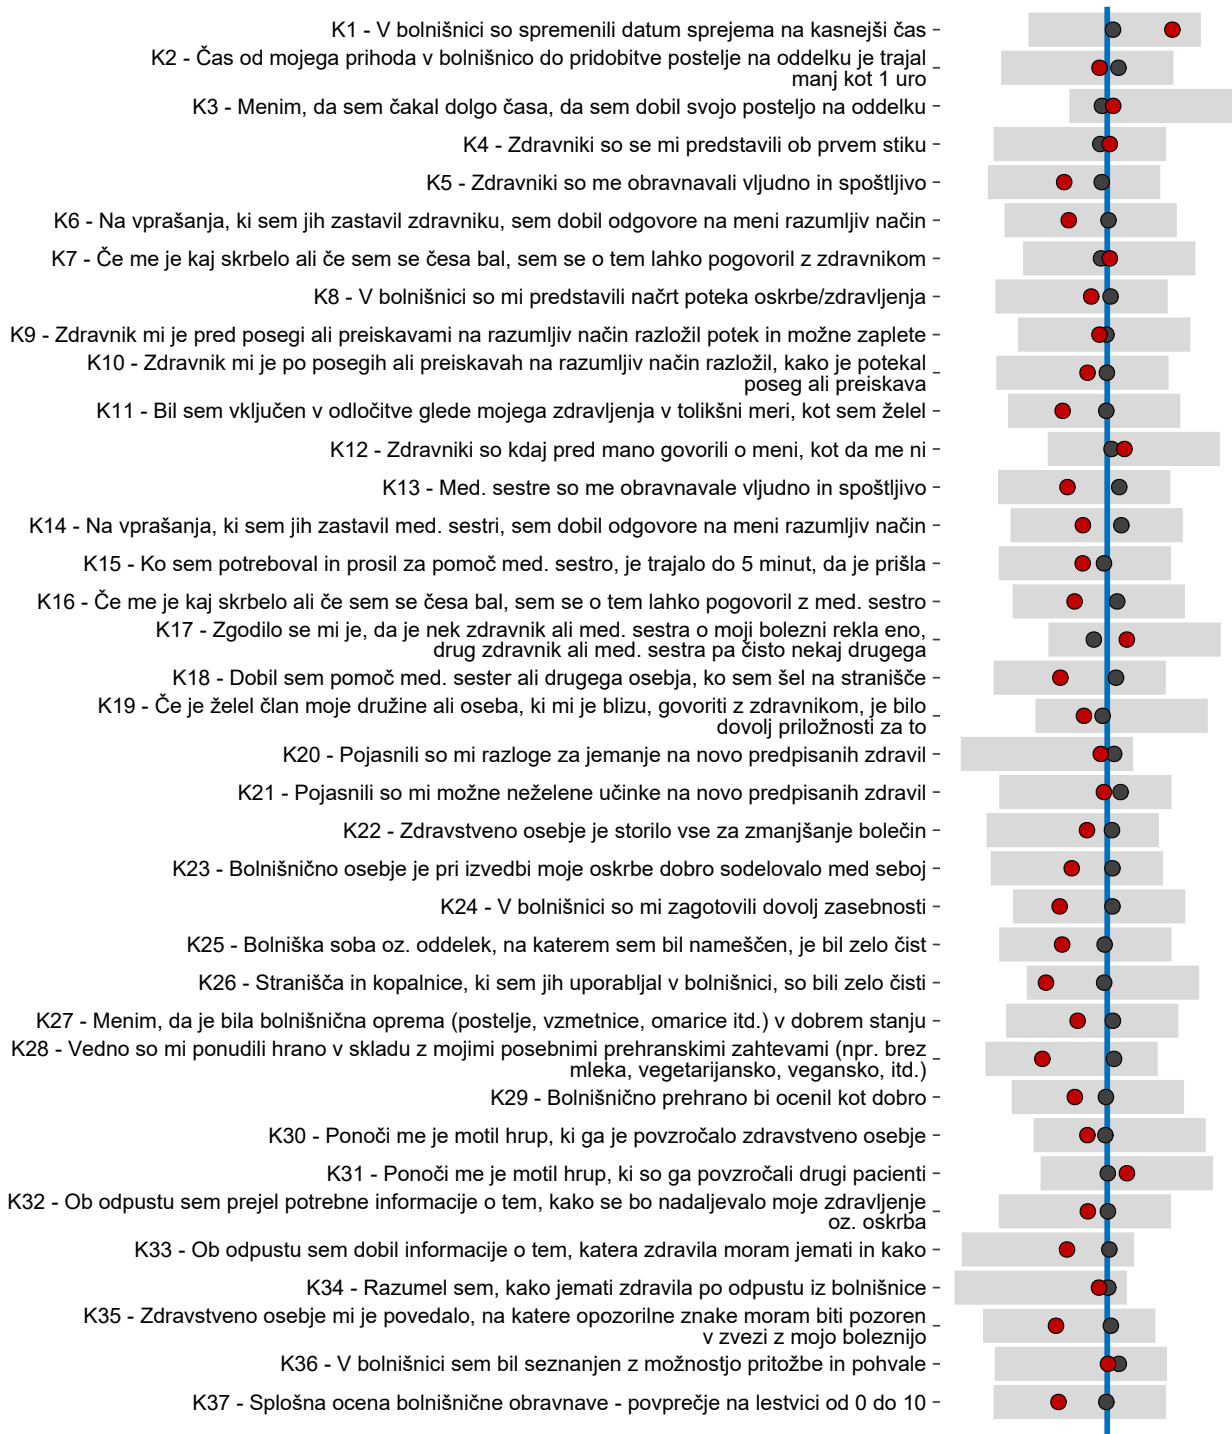 K1 - V bolnišnici so spremenili datum sprejema na kasnejši čas
K2 - Čas od mojega prihoda v bolnišnico do pridobitve postelje na oddelku je trajal
manj kot 1 uro
K3 - Menim, da sem čakal dolgo časa, da sem dobil svojo posteljo na oddelku
K4 - Zdravniki so se mi predstavili ob prvem stiku
K5 - Zdravniki so me obravnavali vljudno in spoštljivo
K6 - Na vprašanja, ki sem jih zastavil zdravniku, sem dobil odgovore na meni razumljiv način
K7 - Če me je kaj skrbelo ali če sem se česa bal, sem se o tem lahko pogovoril z zdravnikom
K8 - V bolnišnici so mi predstavili načrt poteka oskrbe/zdravljenja
K9 - Zdravnik mi je pred posegi ali preiskavami na razumljiv način razložil potek in možne zaplete
K10 - Zdravnik mi je po posegih ali preiskavah na razumljiv način razložil, kako je potekal
poseg ali preiskava
K11 - Bil sem vključen v odločitve glede mojega zdravljenja v tolikšni meri, kot sem želel
K12 - Zdravniki so kdaj pred mano govorili o meni, kot da me ni
K13 - Med. sestre so me obravnavale vljudno in spoštljivo
K14 - Na vprašanja, ki sem jih zastavil med. sestri, sem dobil odgovore na meni razumljiv način
K15 - Ko sem potreboval in prosil za pomoč med. sestro, je trajalo do 5 minut, da je prišla
K16 - Če me je kaj skrbelo ali če sem se česa bal, sem se o tem lahko pogovoril z med. sestro
K17 - Zgodilo se mi je, da je nek zdravnik ali med. sestra o moji bolezni rekla eno,
drug zdravnik ali med. sestra pa čisto nekaj drugega
K18 - Dobil sem pomoč med. sester ali drugega osebja, ko sem šel na stranišče
K19 - Če je želel član moje družine ali oseba, ki mi je blizu, govoriti z zdravnikom, je bilo
dovolj priložnosti za to
K20 - Pojasnili so mi razloge za jemanje na novo predpisanih zdravil
K21 - Pojasnili so mi možne neželene učinke na novo predpisanih zdravil
K22 - Zdravstveno osebje je storilo vse za zmanjšanje bolečin
K23 - Bolnišnično osebje je pri izvedbi moje oskrbe dobro sodelovalo med seboj
K24 - V bolnišnici so mi zagotovili dovolj zasebnosti
K25 - Bolniška soba oz. oddelek, na katerem sem bil nameščen, je bil zelo čist
K26 - Stranišča in kopalnice, ki sem jih uporabljal v bolnišnici, so bili zelo čisti
K27 - Menim, da je bila bolnišnična oprema (postelje, vzmetnice, omarice itd.) v dobrem stanju
K28 - Vedno so mi ponudili hrano v skladu z mojimi posebnimi prehranskimi zahtevami (npr. brez
mleka, vegetarijansko, vegansko, itd.)
K29 - Bolnišnično prehrano bi ocenil kot dobro
K30 - Ponoči me je motil hrup, ki ga je povzročalo zdravstveno osebje
K31 - Ponoči me je motil hrup, ki so ga povzročali drugi pacienti
K32 - Ob odpustu sem prejel potrebne informacije o tem, kako se bo nadaljevalo moje zdravljenje
oz. oskrba
K33 - Ob odpustu sem dobil informacije o tem, katera zdravila moram jemati in kako
K34 - Razumel sem, kako jemati zdravila po odpustu iz bolnišnice
K35 - Zdravstveno osebje mi je povedalo, na katere opozorilne znake moram biti pozoren
v zvezi z mojo boleznijo
K36 - V bolnišnici sem bil seznanjen z možnostjo pritožbe in pohvale
K37 - Splošna ocena bolnišnične obravnave - povprečje na lestvici od 0 do 10